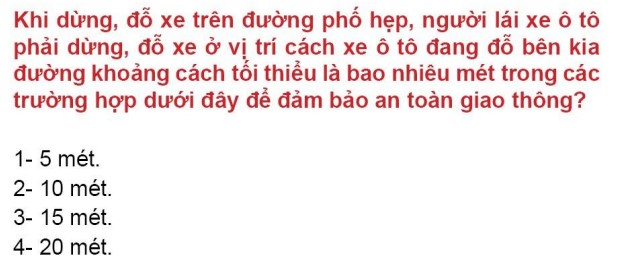 Khi dừng, đỗ xe trên đường phố hẹp, người lái xe ô tô
phải dừng, đỗ xe ở vị trí cách xe ô tô đang đỗ bên kia
đường khoảng cách tối thiểu là bao nhiêu mét trong các
trường hợp dưới đây để đảm bảo an toàn giao thông?
1- 5 mét.
2- 10 mét.
3- 15 mét.
4- 20 mét.